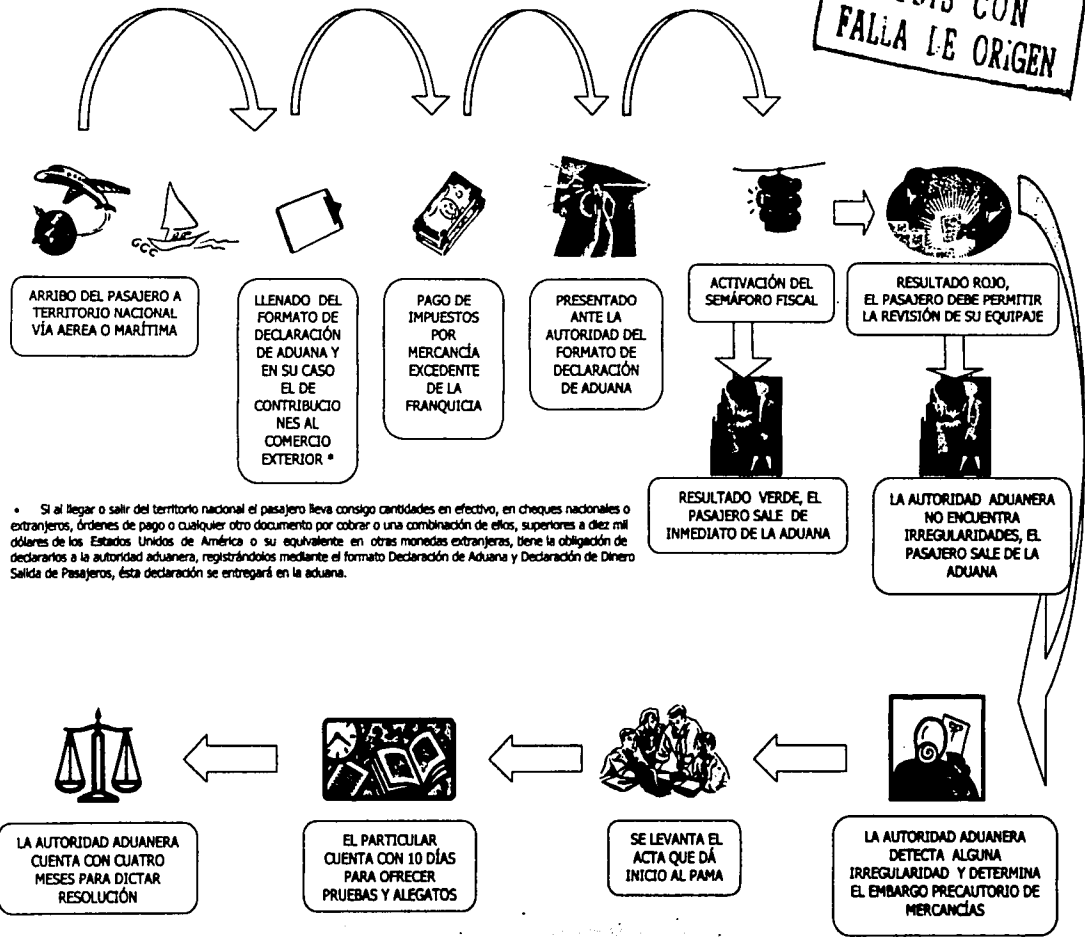 CON
FALLA DE ORIGEN
ARRIBO DEL PASAJERO A
TERRITORIO NACIONAL
VÍA AEREA O MARÍTIMA
LLENADO DEL
FORMATO DE
DECLARACIÓN
DE ADUANA Y
EN SU CASO
EL DE
CONTRIBUCIO
NES AL
COMERCIO
EXTERIOR *
PAGO DE
IMPUESTOS
POR
MERCANCÍA
EXCEDENTE
DE LA
FRANQUICIA
PRESENTADO
ANTE LA
AUTORIDAD DEL
FORMATO DE
DECLARACIÓN
DE ADUANA
ACTIVACIÓN DEL
SEMÁFORO FISCAL
RESULTADO ROJO,
EL PASAJERO DEBE PERMITIR
LA REVISIÓN DE SU EQUIPAJE
RESULTADO VERDE, EL
PASAJERO SALE DE
INMEDIATO DE LA ADUANA
LA AUTORIDAD ADUANERA
NO ENCUENTRA
IRREGULARIDADES, EL
PASAJERO SALE DE LA
ADUANA
• Si al llegar o salir del territorio nacional el pasajero lleva consigo cantidades en efectivo, en cheques nacionales o
extranjeros, órdenes de pago o cualquier otro documento por cobrar o una combinación de ellos, superiores a diez mil
dólares de los Estados Unidos de América o su equivalente en otras monedas extranjeras, tiene la obligación de
declararlos a la autoridad aduanera, registrándolos mediante el formato Declaración de Aduana y Declaración de Dinero
Salida de Pasajeros, ésta declaración se entregará en la aduana.
LA AUTORIDAD ADUANERA
CUENTA CON CUATRO
MESES PARA DICTAR
RESOLUCIÓN
EL PARTICULAR
CUENTA CON 10 DÍAS
PARA OFRECER
PRUEBAS Y ALEGATOS
SE LEVANTA EL
ACTA QUE DÁ
INICIO AL PAMA
LA AUTORIDAD ADUANERA
DETECTA ALGUNA
IRREGULARIDAD Y DETERMINA
EL EMBARGO PRECAUTORIO DE
MERCANCÍAS